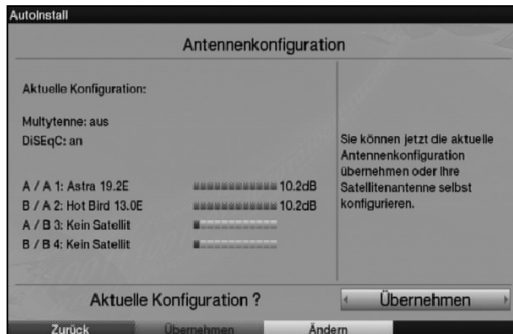 AutoInstall
Antennenkonfiguration
Aktuelle Konfiguration:
Multytenne: aus
DiSEqC: an
A / A 1: Astra 19.2E 10.2dB
B / A 2: Hot Bird 13.0E 10.2dB
A / B 3: Kein Satellit
B / B 4: Kein Satellit
Sie können jetzt die aktuelle
Antennenkonfiguration
übernehmen oder Ihre
Satellitenantenne selbst
konfigurieren.
Aktuelle Konfiguration ? Übernehmen
Zurück Übernehmen Ändern